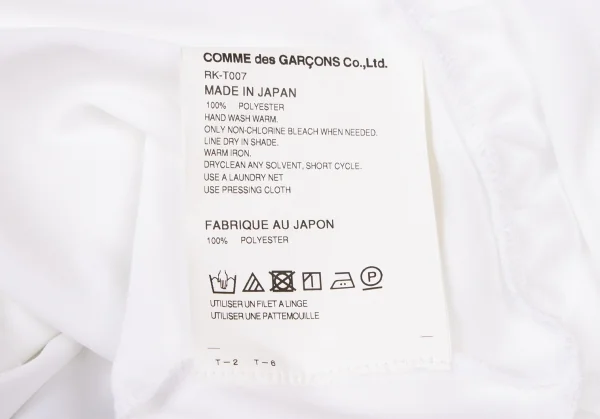 COMME des GARÇONS Co.,Ltd.
RK-T007
MADE IN JAPAN
100% POLYESTER
HAND WASH WARM.
ONLY NON-CHLORINE BLEACH WHEN NEEDED.
LINE DRY IN SHADE.
WARM IRON.
DRYCLEAN ANY SOLVENT, SHORT CYCLE.
USE A LAUNDRY NET
USE PRESSING CLOTH
FABRIQUE AU JAPON
100% POLYESTER
P
UTILISER UN FILET A LINGE
UTILISER UNE PATTEMOUILLE
T-2 T-6